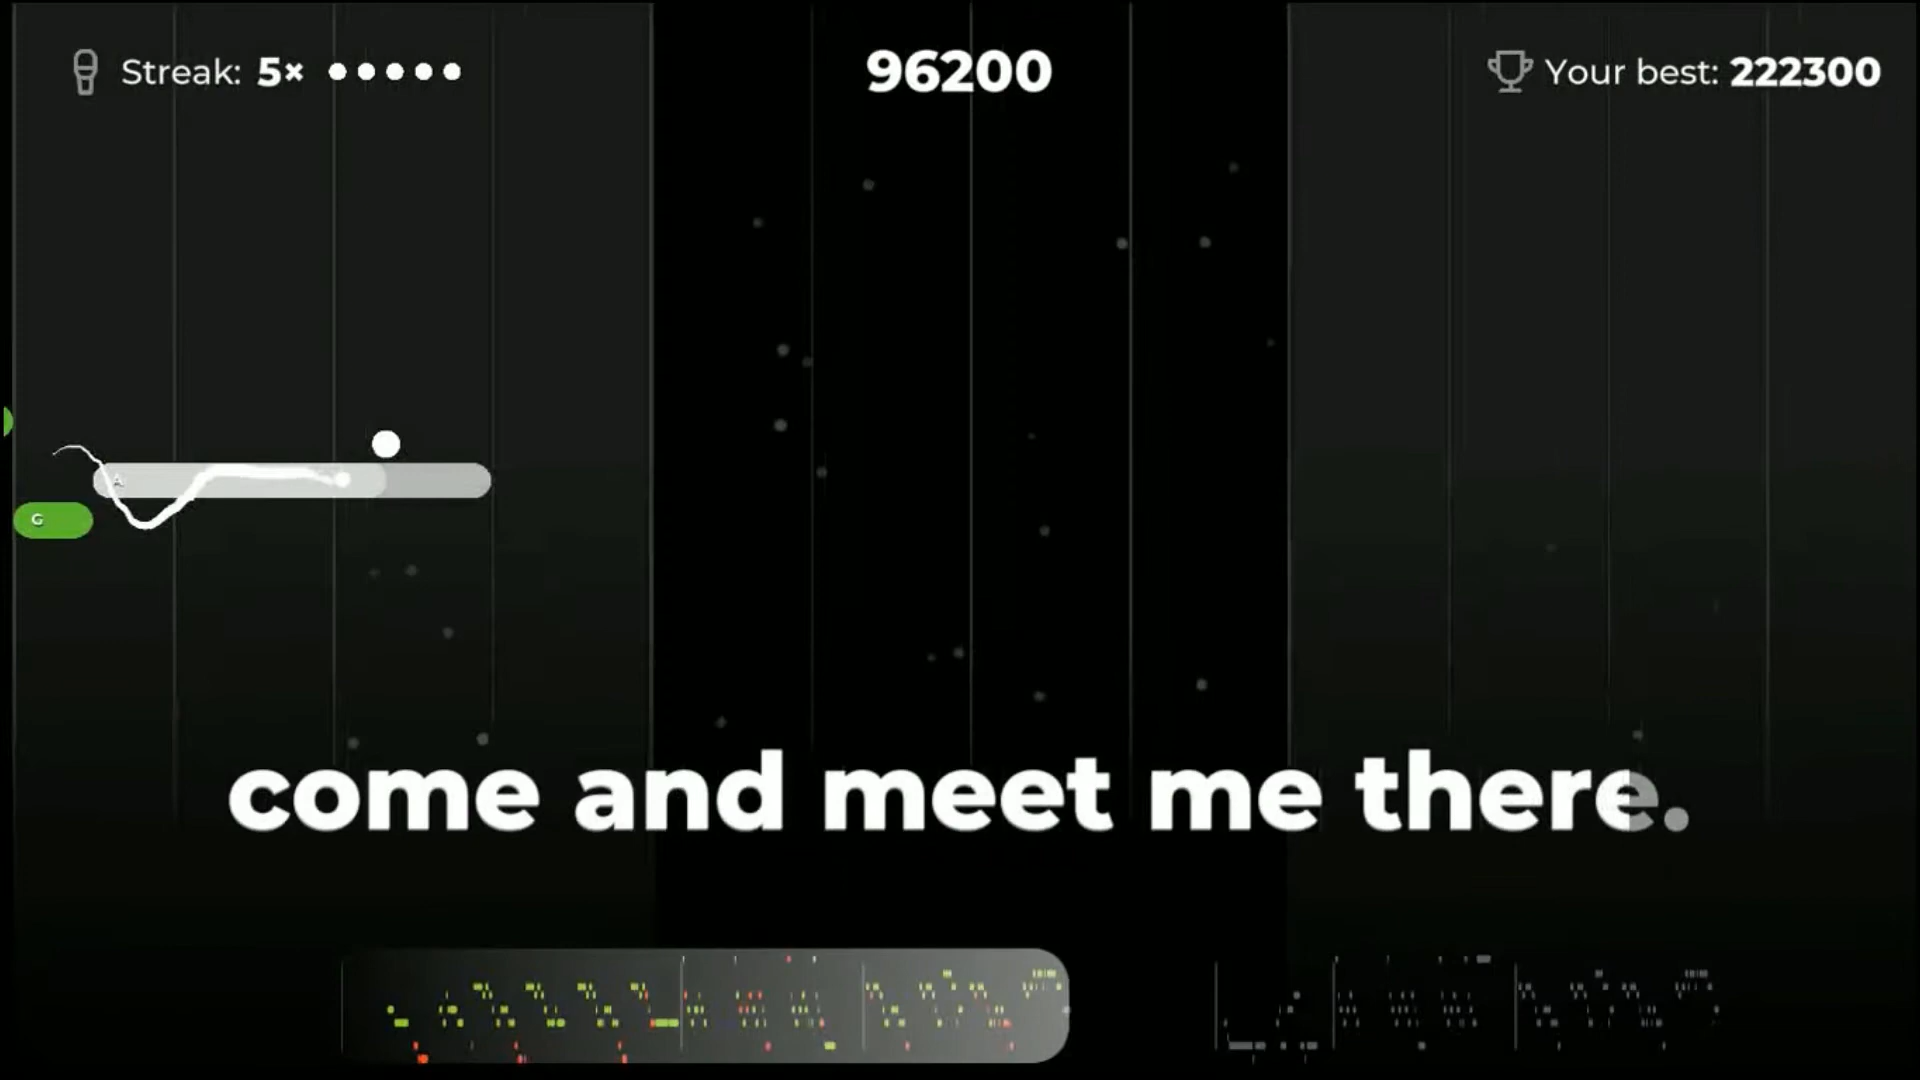 Streak: 5×
96200
Your best: 222300
A
G
come and meet me there.